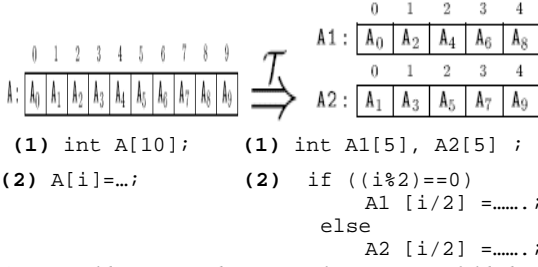 0 1 2 3 4
A1: A0 A2 A4 A6 A8
0 1 2 3 4 5 6 7 8 9
A: A0 A1 A2 A3 A4 A5 A6 A7 A8 A9
T
0 1 2 3 4
A2: A1 A3 A5 A7 A9
(1) int A[10]; (1) int A1[5], A2[5] ;
(2) A[i]=…; (2) if ((i%2)==0)
A1 [i/2] =…….;
else
A2 [i/2] =…….;